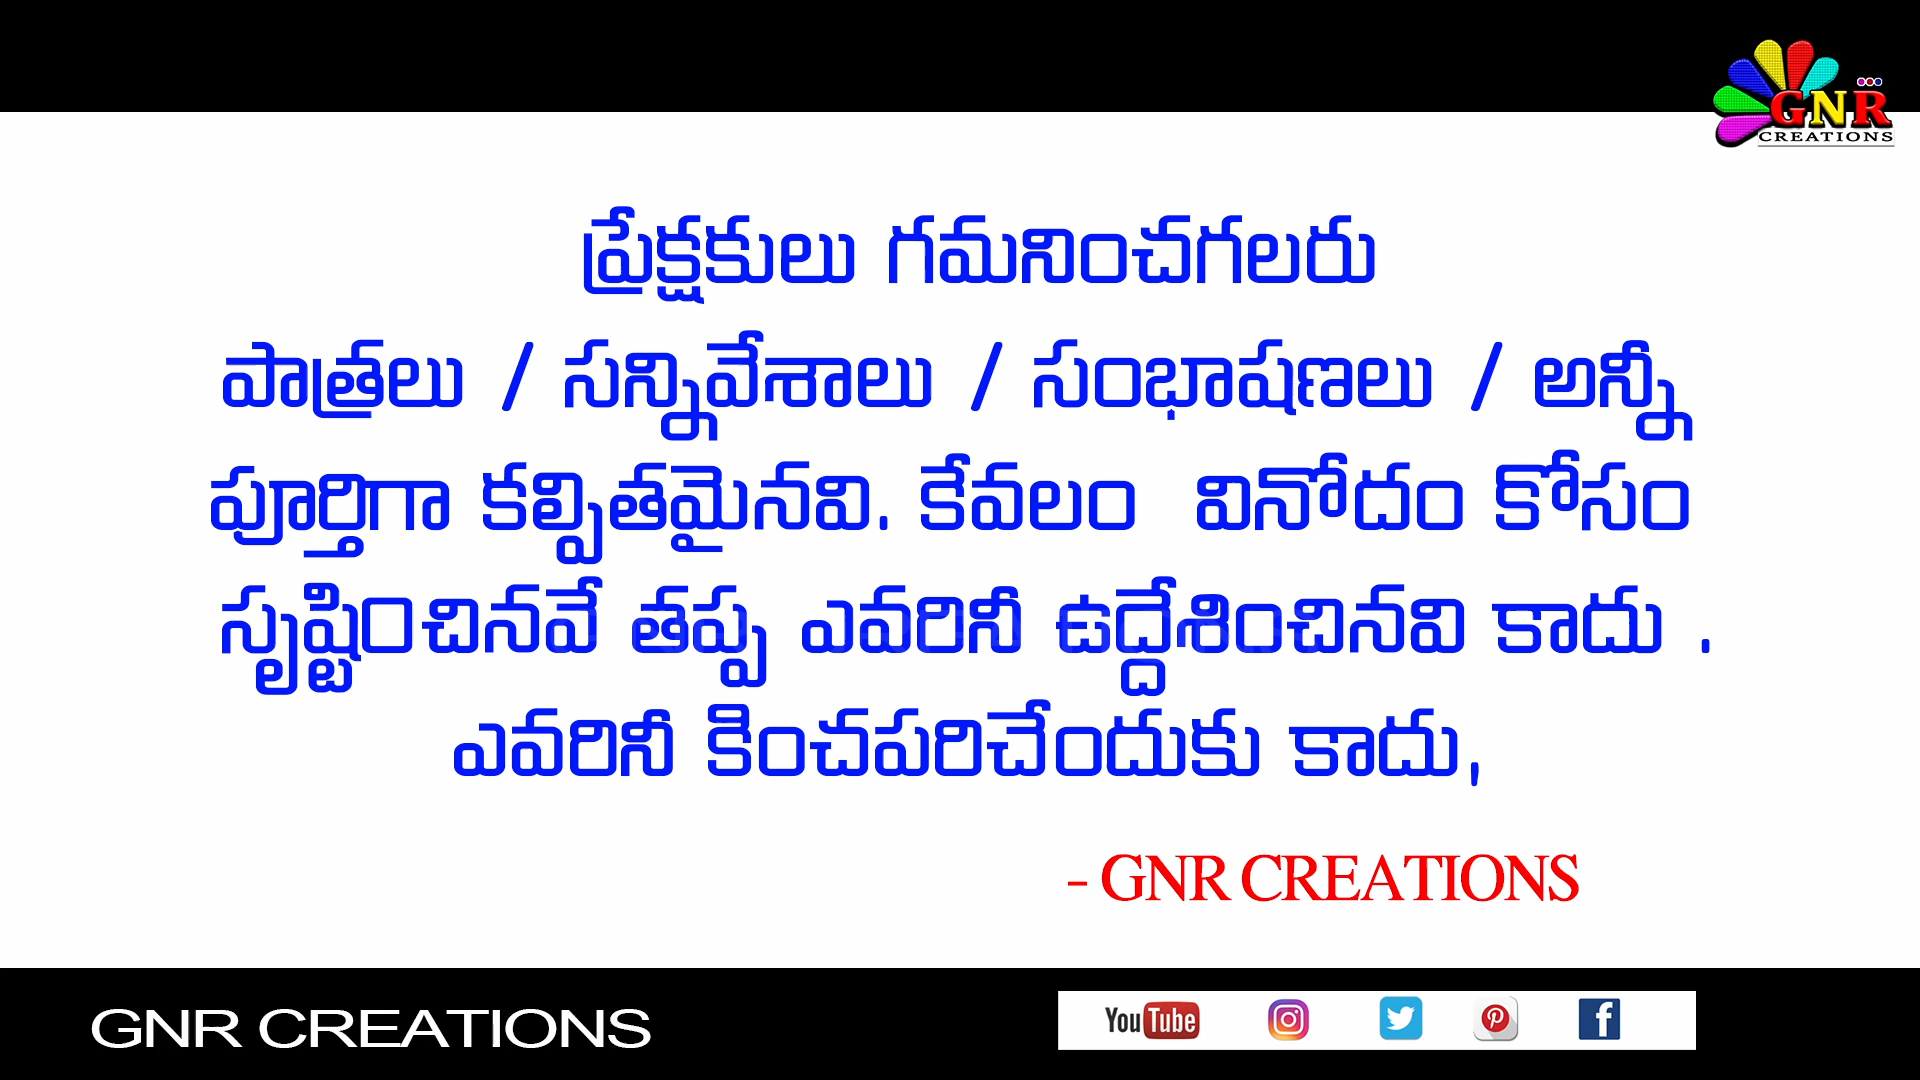 GNR
CREATIONS
ప్రేక్షకులు గమనించగలరు
పాత్రలు / సన్నివేశాలు / సంభాషణలు / అన్నీ
పూర్తిగా కల్పితమైనవి. కేవలం వినోదం కోసం
సృష్టించినవే తప్ప ఎవరినీ ఉద్దేశించినవి కాదు .
ఎవరినీ కించపరిచేందుకు కాదు,
- GNR CREATIONS
GNR CREATIONS
YouTube